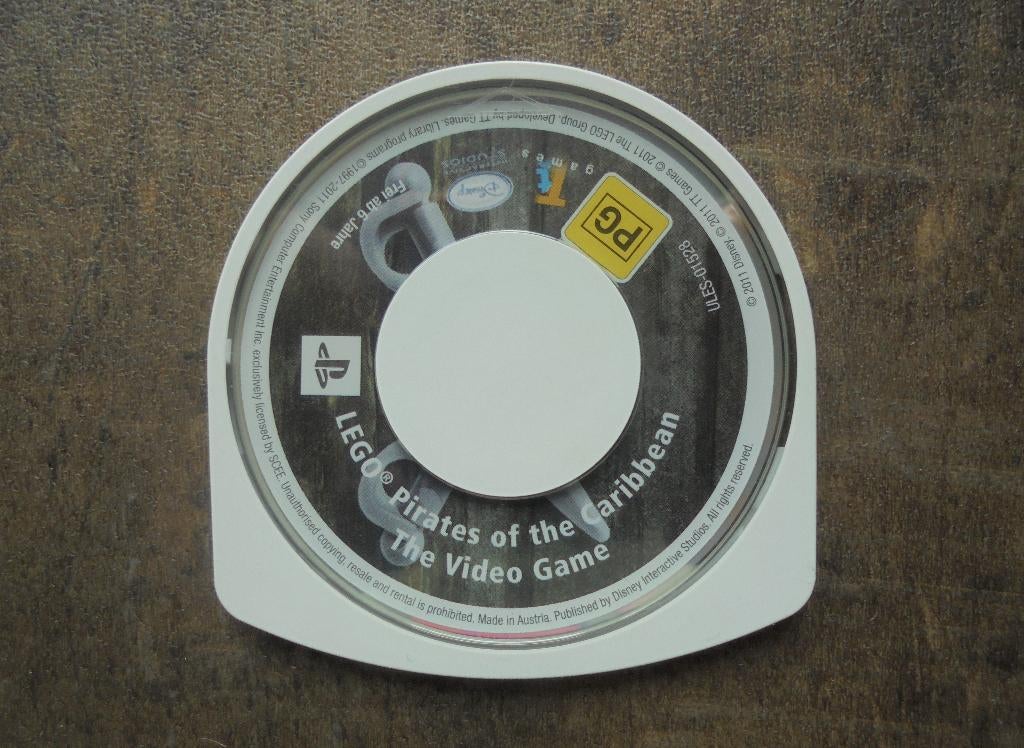 LEGO® Pirates of the Caribbean
The Video Game
Frei ab 6 Jahre
Disney
games
PG
ULES-01528
© 2011 Disney. © 2011 TT Games © 2011 The LEGO Group. Developed by TT Games. Library programs ©1997-2011 Sony Computer Entertainment Inc. exclusively licensed by SCEE. Unauthorised copying, resale and rental is prohibited. Made in Austria. Published by Disney Interactive Studios. All rights reserved.